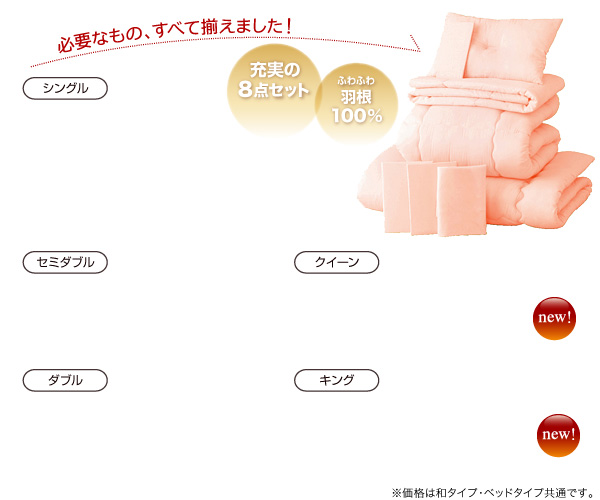 必要なもの、すべて揃えました!
充実の
8点セット
ふわふわ
羽根
100%
シングル
セミダブル
クイーン
new!
ダブル
キング
new!
※価格は和タイプ・ベッドタイプ共通です。